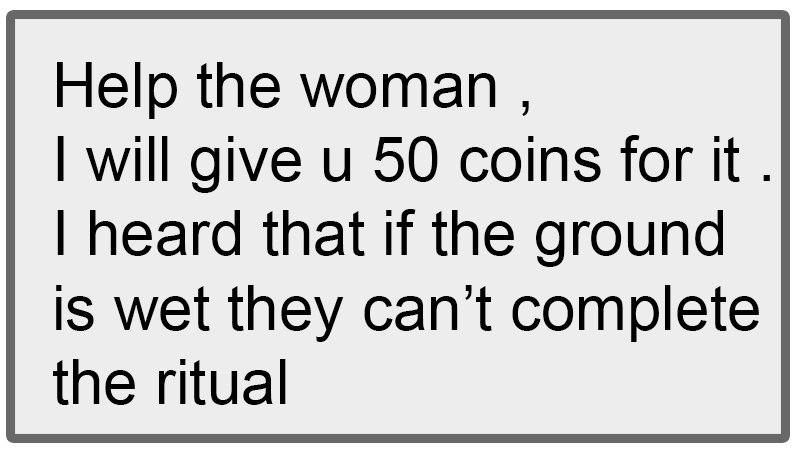 Help the woman ,
I will give u 50 coins for it .
I heard that if the ground
is wet they can’t complete
the ritual